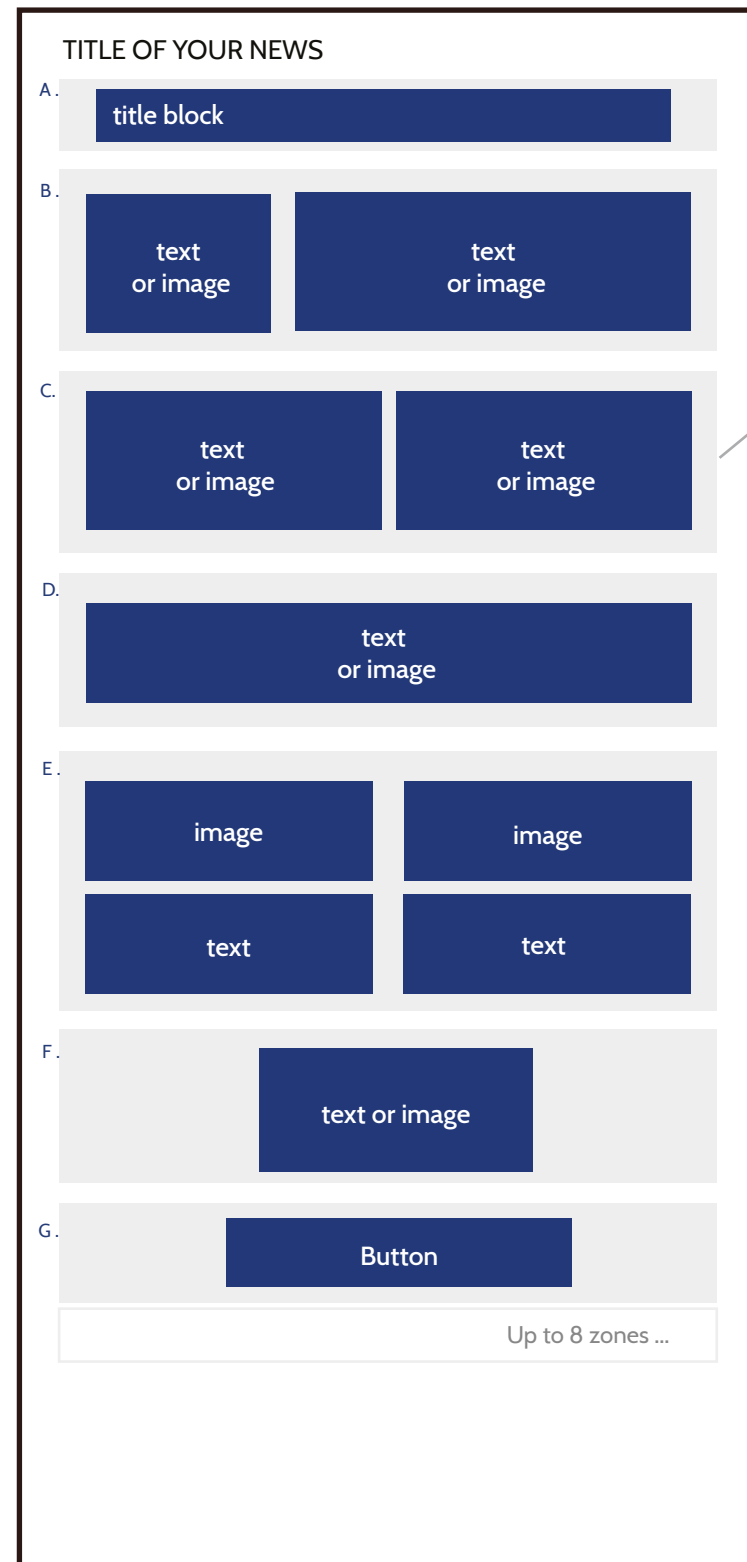 TITLE OF YOUR NEWS
A.
title block
B.
text
or image
text
or image
C.
text
or image
text
or image
D.
text
or image
E.
image
image
text
text
F.
text or image
G.
Button
Up to 8 zones ...